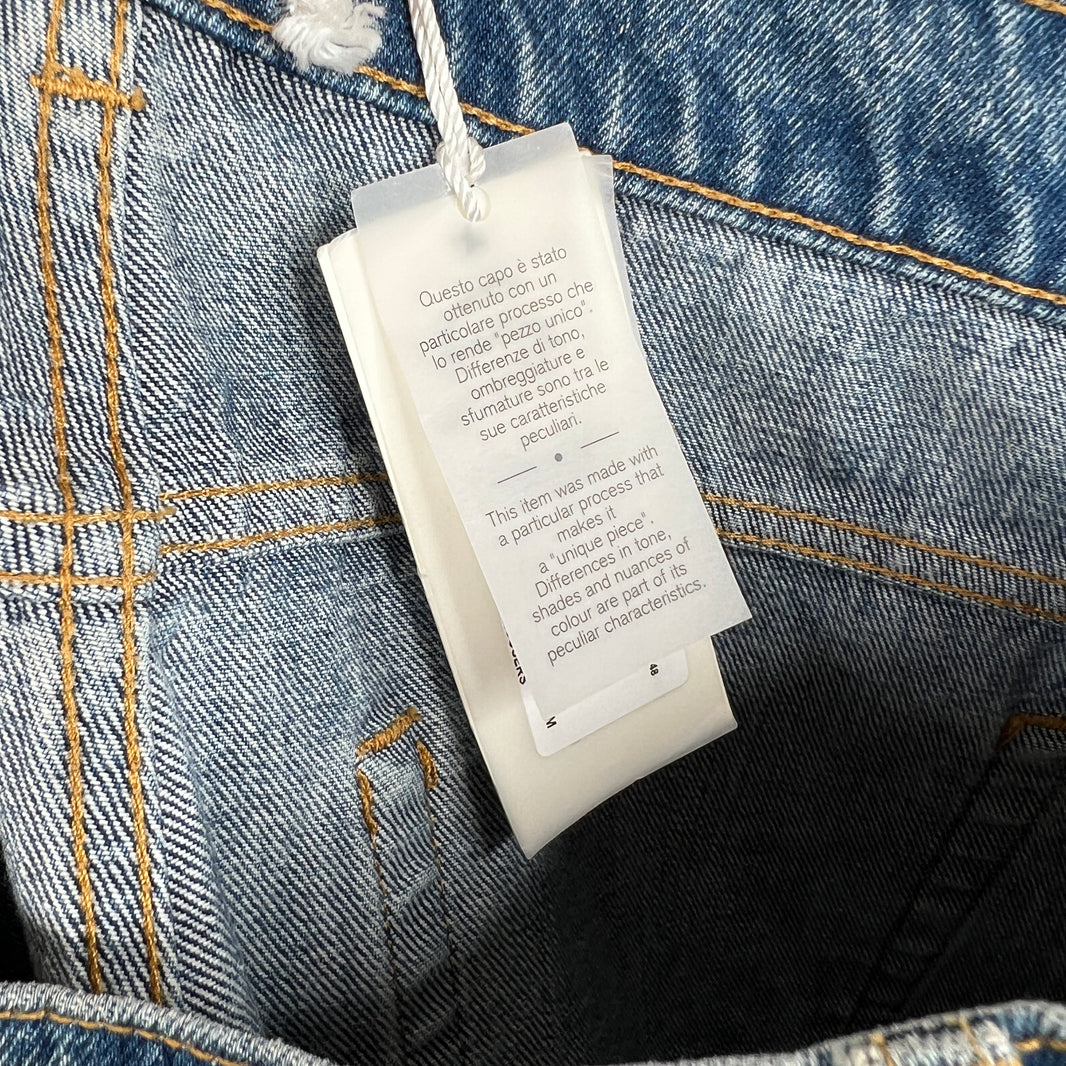 Questo capo è stato
ottenuto con un
particolare processo che
lo rende "pezzo unico".
Differenze di tono,
ombreggiature e
sfumature sono tra le
sue caratteristiche
peculiari.
This item was made with
a particular process that
makes it
a "unique piece".
Differences in tone,
shades and nuances of
colour are part of its
peculiar characteristics.
48
M